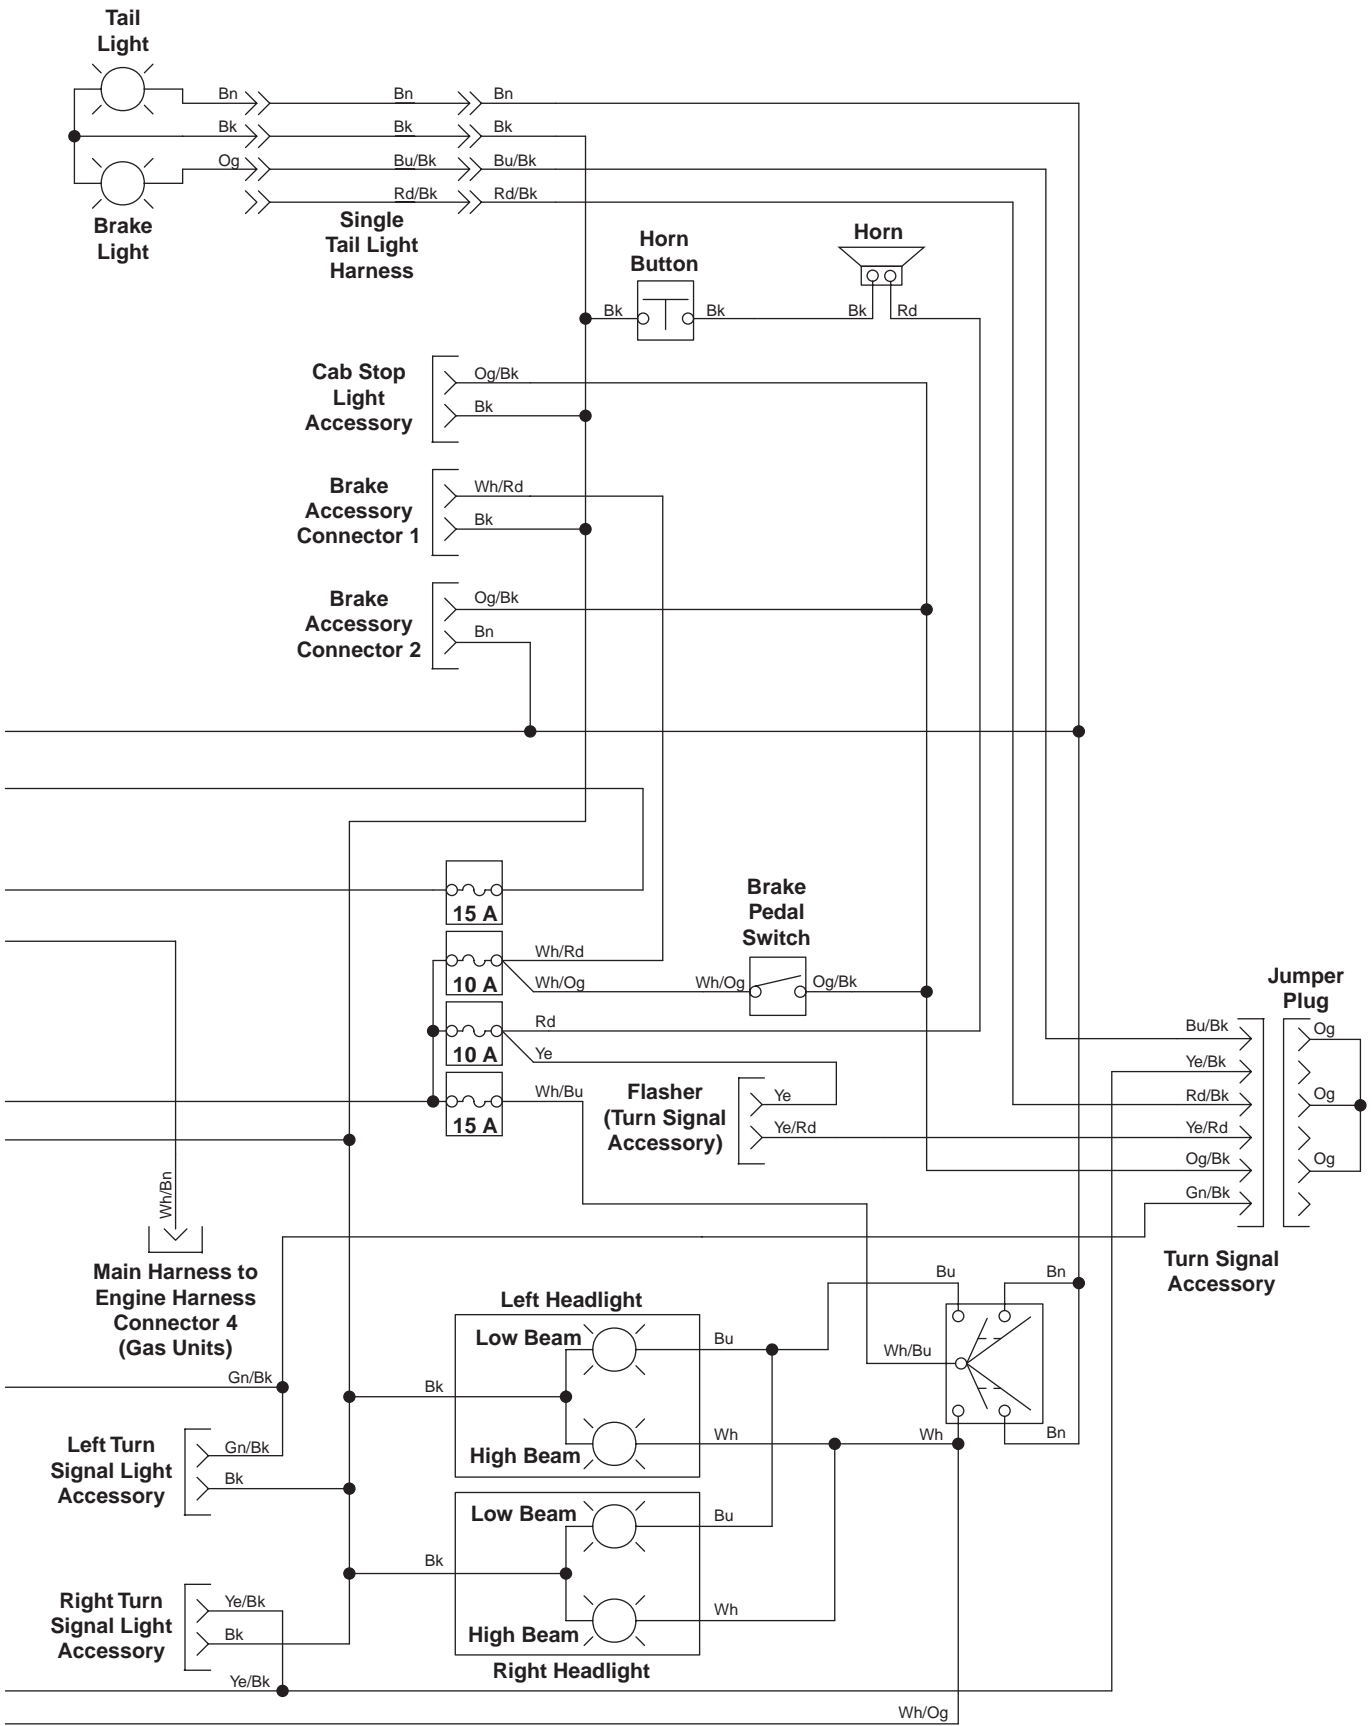 Tail
Light
Bn
Bn
Bn
Bk
Bk
Bk
Og
Bu/Bk
Bu/Bk
Rd/Bk
Rd/Bk
Brake
Light
Single
Tail Light
Harness
Horn
Button
Horn
Bk
Bk
Bk
Rd
Cab Stop
Light
Accessory
Og/Bk
Bk
Brake
Accessory
Connector 1
Wh/Rd
Bk
Brake
Accessory
Connector 2
Og/Bk
Bn
15 A
Brake
Pedal
Switch
10 A
Wh/Rd
Wh/Og
Wh/Og
Og/Bk
10 A
Rd
Ye
15 A
Wh/Bu
Flasher
(Turn Signal
Accessory)
Ye
Ye/Rd
Jumper
Plug
Bu/Bk
Og
Ye/Bk
Rd/Bk
Og
Ye/Rd
Og/Bk
Og
Gn/Bk
Turn Signal
Accessory
Wh/Bn
Main Harness to
Engine Harness
Connector 4
(Gas Units)
Gn/Bk
Left Headlight
Low Beam
Bu
Bu
Bn
Wh/Bu
Bk
High Beam
Wh
Wh
Bn
Left Turn
Signal Light
Accessory
Gn/Bk
Bk
Low Beam
Bu
Bk
High Beam
Wh
Right Headlight
Right Turn
Signal Light
Accessory
Ye/Bk
Bk
Ye/Bk
Wh/Og